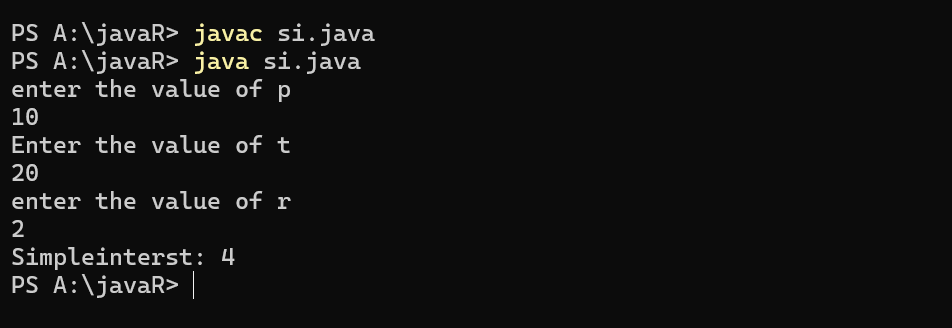 PS A:\javaR> javac si.java
PS A:\javaR> java si.java
enter the value of p
10
Enter the value of t
20
enter the value of r
2
Simpleinterst: 4
PS A:\javaR>